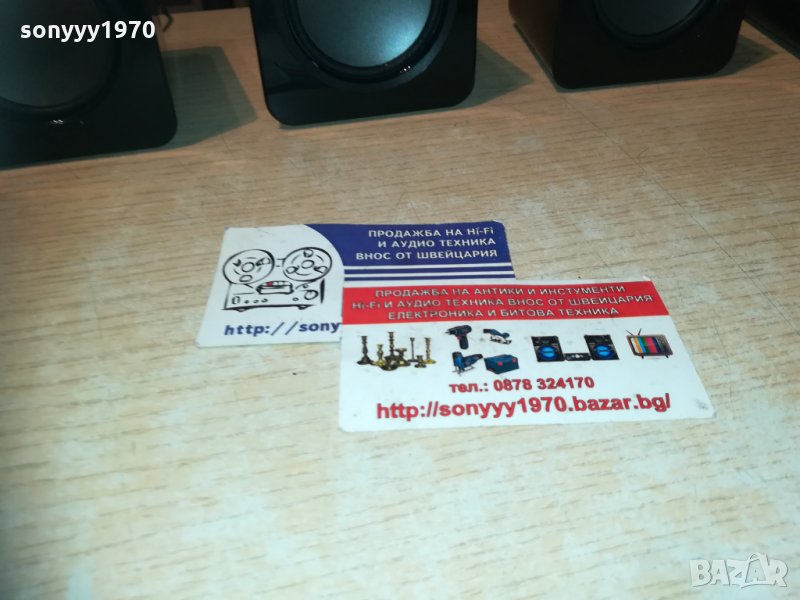 sonyyy1970
ПРОДАЖБА НА Hi-Fi
И АУДИО ТЕХНИКА
ВНОС ОТ ШВЕЙЦАРИЯ
http://sony
ПРОДАЖБА НА АНТИКИ И ИНСТУМЕНТИ
Hi-Fi И АУДИО ТЕХНИКА ВНОС ОТ ШВЕЙЦАРИЯ
ЕЛЕКТРОНИКА И БИТОВА ТЕХНИКА
тел.: 0878 324170
http://sonyyy1970.bazar.bg/
BAZAR